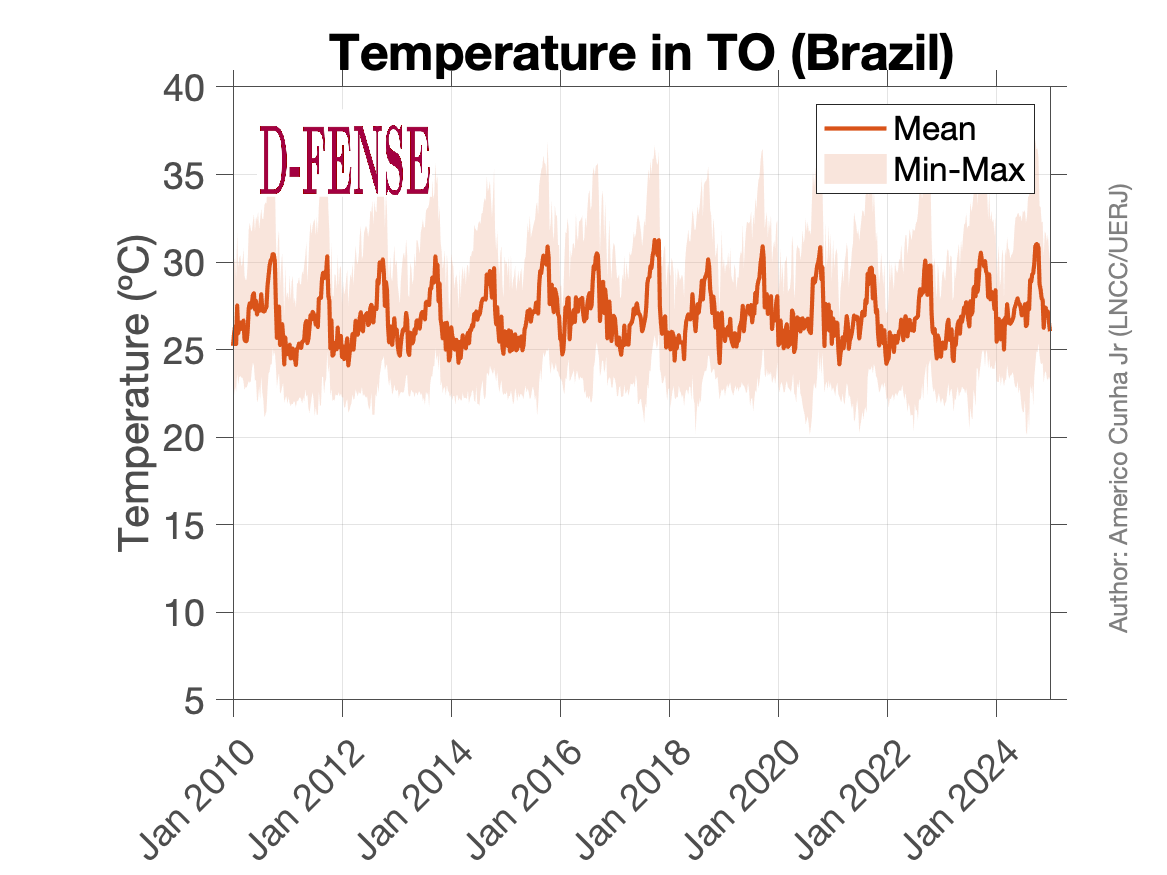 Temperature in TO (Brazil)
D-FENSE
Mean
Min-Max
Temperature (ºC)
40
35
30
25
20
15
10
5
Jan 2010
Jan 2012
Jan 2014
Jan 2016
Jan 2018
Jan 2020
Jan 2022
Jan 2024
Author: Americo Cunha Jr (LNCC/UERJ)